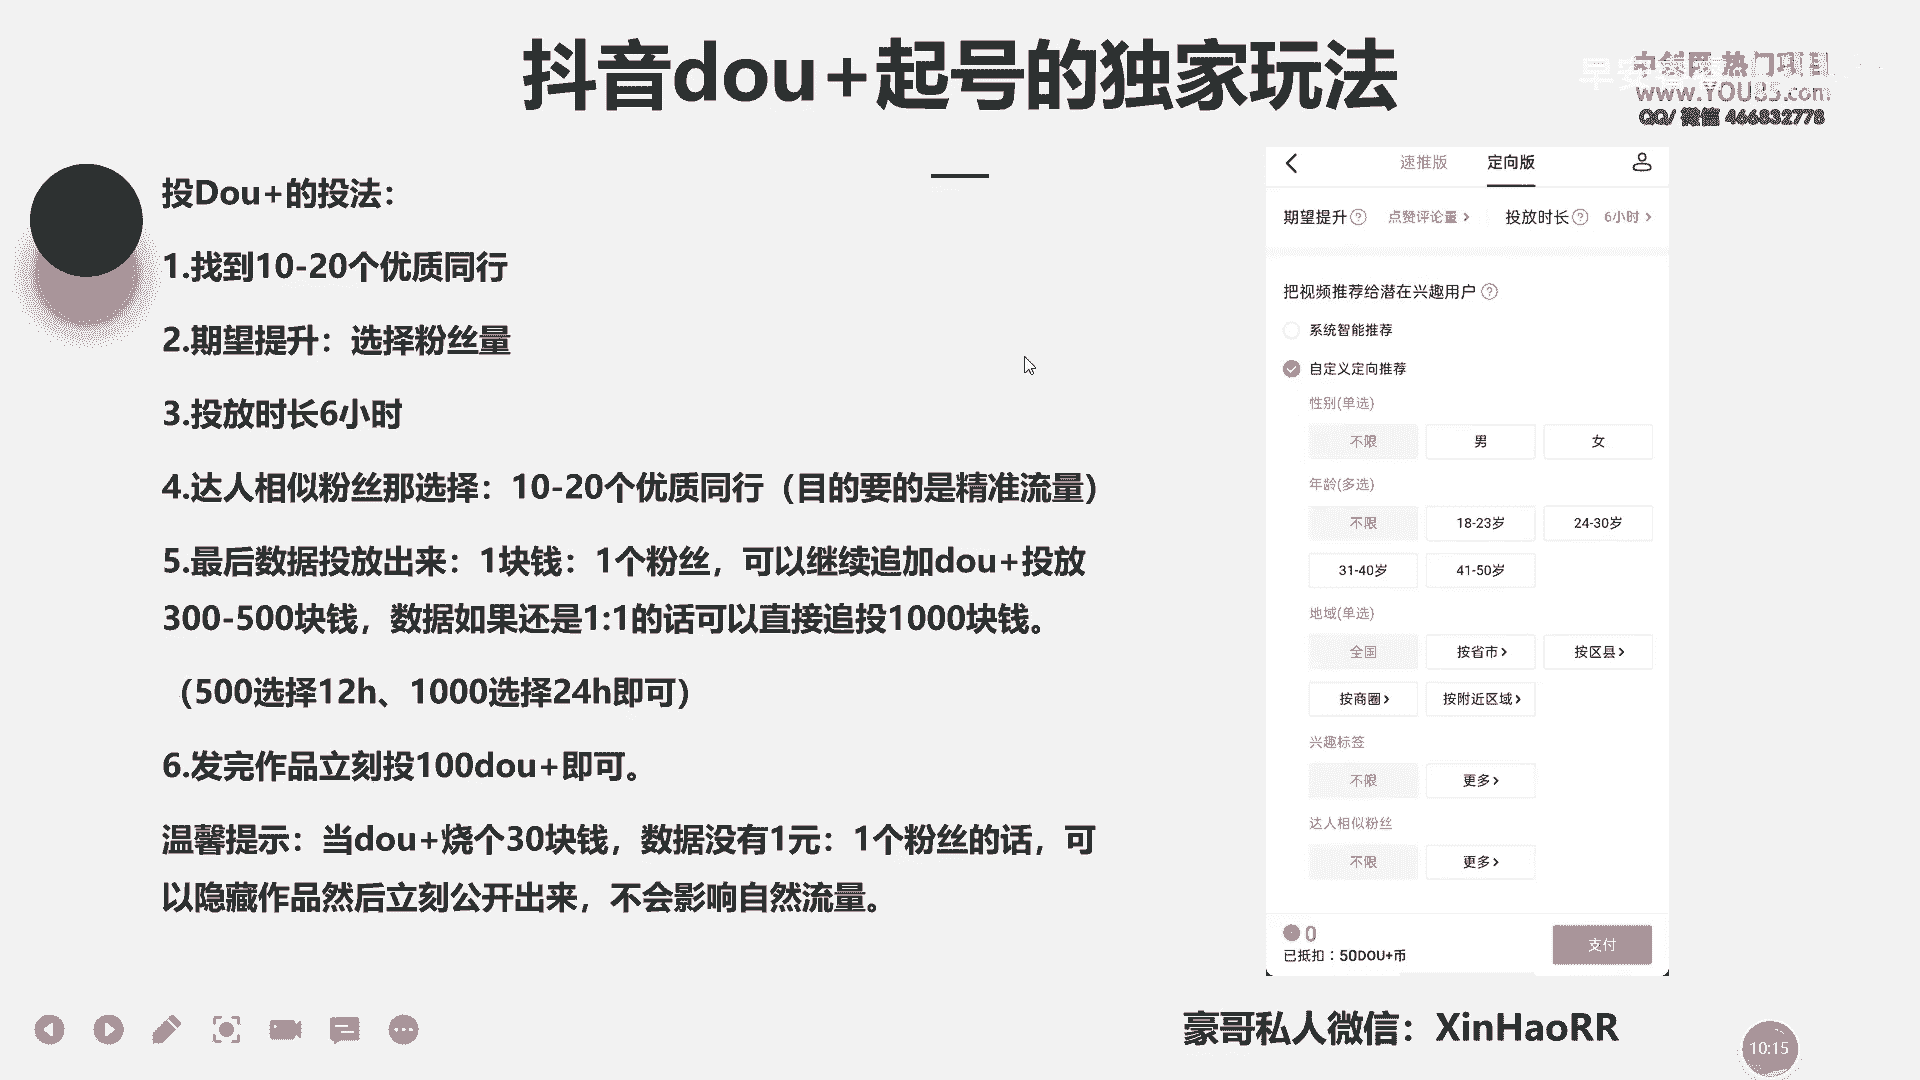 抖音dou+起号的独家玩法
热门项目
www.YOU85.com
QQ/ 微信 466832778
投Dou+的投法：
1.找到10-20个优质同行
2.期望提升：选择粉丝量
3.投放时长6小时
4.达人相似粉丝那选择：10-20个优质同行（目的要的是精准流量）
5.最后数据投放出来：1块钱：1个粉丝，可以继续追加dou+投放
300-500块钱，数据如果还是1:1的话可以直接追投1000块钱。
（500选择12h、1000选择24h即可）
6.发完作品立刻投100dou+即可。
温馨提示：当dou+烧个30块钱，数据没有1元：1个粉丝的话，可
以隐藏作品然后立刻公开出来，不会影响自然流量。
速推版 定向版
期望提升 点赞评论量 投放时长 6小时
把视频推荐给潜在兴趣用户
系统智能推荐
自定义定向推荐
性别(单选)
不限 男 女
年龄(多选)
不限 18-23岁 24-30岁
31-40岁 41-50岁
地域(单选)
全国 按省市 按区县
按商圈 按附近区域
兴趣标签
不限 更多
达人相似粉丝
不限 更多
0
已抵扣：50DOU+币
支付
豪哥私人微信：XinHaoRR
10:15